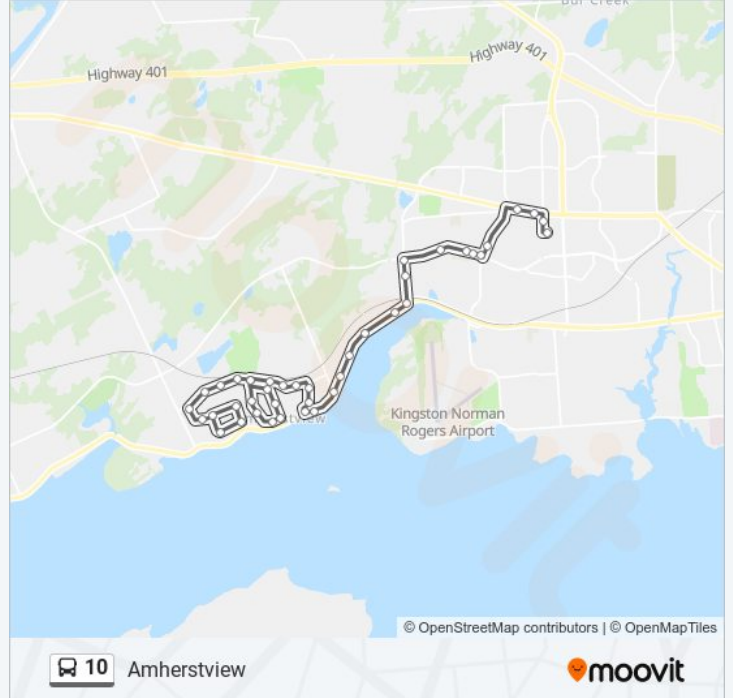 Highway 401
Highway 401
Kingston Norman
Rogers Airport
© OpenStreetMap contributors | © OpenMapTiles
10 Amherstview
moovit